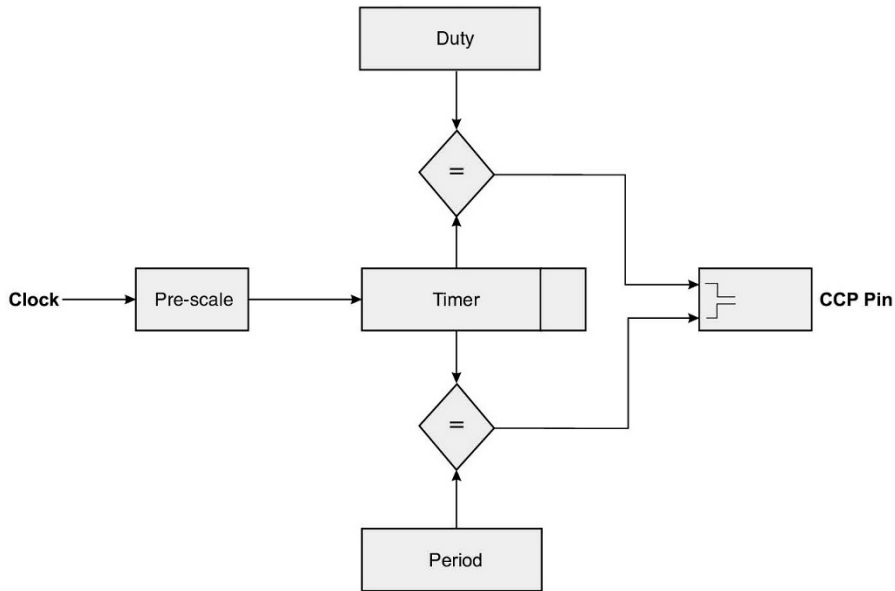 Duty
=
Clock
Pre-scale
Timer
CCP Pin
=
Period